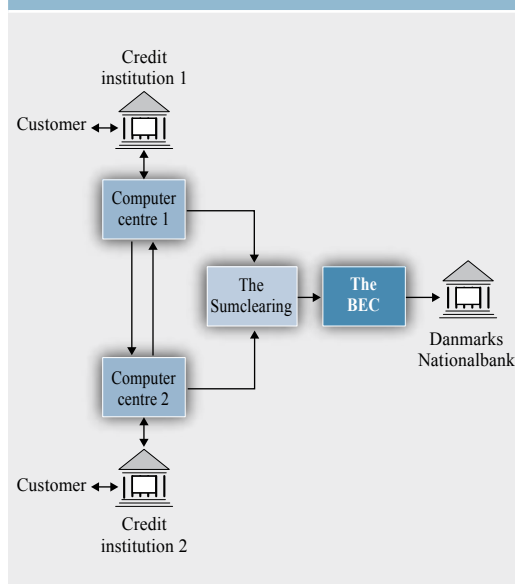 Credit
institution 1
Customer
Computer
centre 1
The
Sumclearing
The
BEC
Danmarks
Nationalbank
Computer
centre 2
Customer
Credit
institution 2